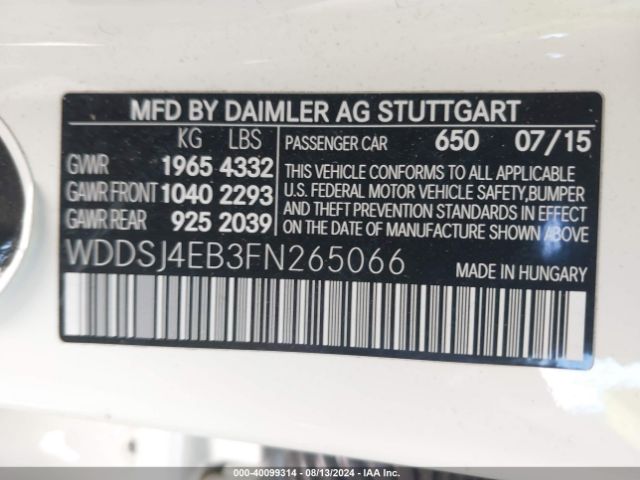 MFD BY DAIMLER AG STUTTGART
KG LBS
GVWR 1965 4332
GAWR FRONT 1040 2293
GAWR REAR 925 2039
PASSENGER CAR 650 07/15
THIS VEHICLE CONFORMS TO ALL APPLICABLE
U.S. FEDERAL MOTOR VEHICLE SAFETY,BUMPER
AND THEFT PREVENTION STANDARDS IN EFFECT
ON THE DATE OF MANUFACTURE SHOWN ABOVE.
WDDSJ4EB3FN265066
MADE IN HUNGARY
000-40099314 - 08/13/2024 - IAA Inc.